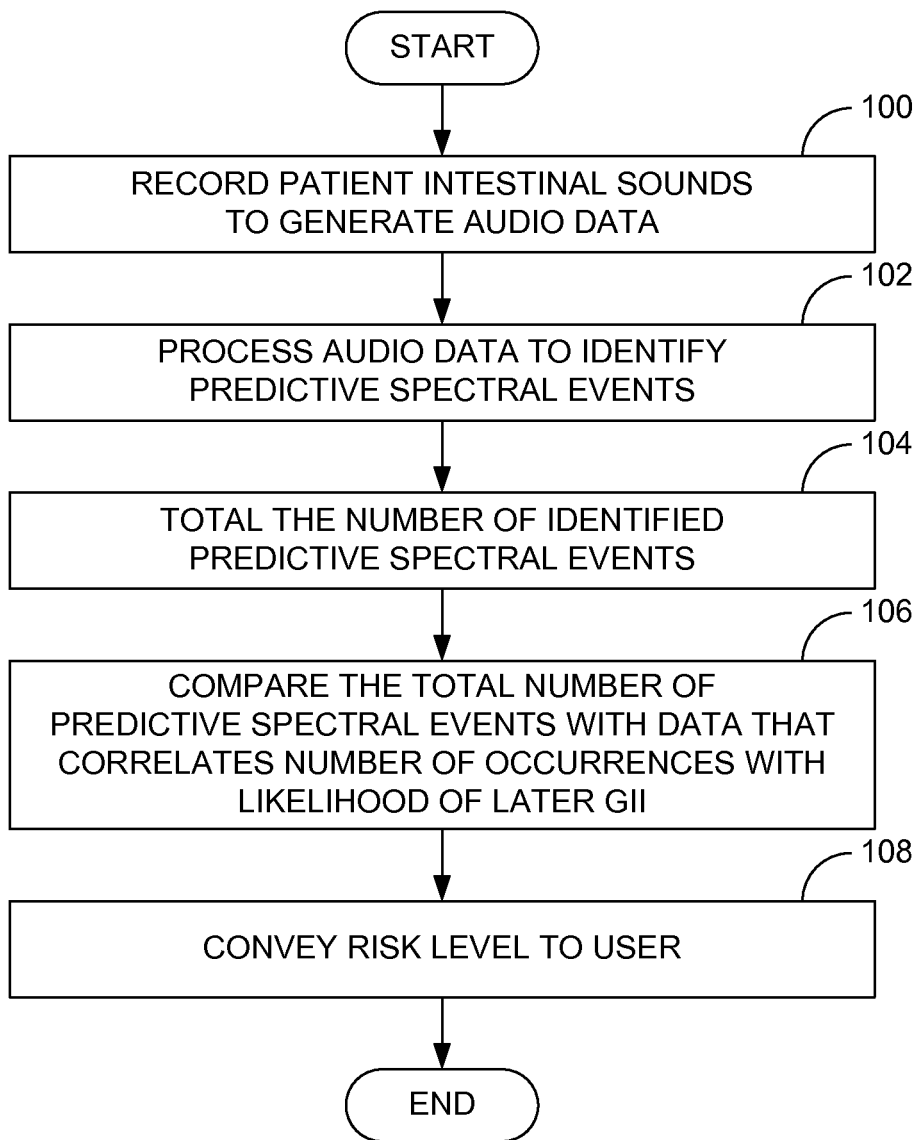 START
100
RECORD PATIENT INTESTINAL SOUNDS
TO GENERATE AUDIO DATA
102
PROCESS AUDIO DATA TO IDENTIFY
PREDICTIVE SPECTRAL EVENTS
104
TOTAL THE NUMBER OF IDENTIFIED
PREDICTIVE SPECTRAL EVENTS
106
COMPARE THE TOTAL NUMBER OF
PREDICTIVE SPECTRAL EVENTS WITH DATA THAT
CORRELATES NUMBER OF OCCURRENCES WITH
LIKELIHOOD OF LATER GII
108
CONVEY RISK LEVEL TO USER
END